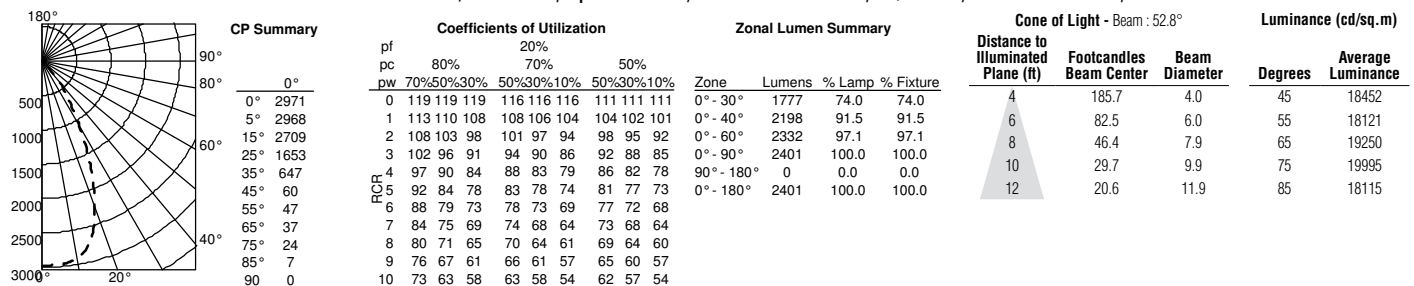 180°
90°
80°
60°
40°
20°
0°
500
1000
1500
2000
2500
3000
CP Summary
0°
0° 2971
5° 2968
15° 2709
25° 1653
35° 647
45° 60
55° 47
65° 37
75° 24
85° 7
90 0
Coefficients of Utilization
pf 20%
pc 80% 70% 50%
pw 70%50%30% 50%30%10% 50%30%10%
RCR
0 119 119 119 116 116 116 111 111 111
1 113 110 108 108 106 104 104 102 101
2 108 103 98 101 97 94 98 95 92
3 102 96 91 94 90 86 92 88 85
4 97 90 84 88 83 79 86 82 78
5 92 84 78 83 78 74 81 77 73
6 88 79 73 78 73 69 77 72 68
7 84 75 69 74 68 64 73 68 64
8 80 71 65 70 64 61 69 64 60
9 76 67 61 66 61 57 65 60 57
10 73 63 58 63 58 54 62 57 54
Zonal Lumen Summary
Zone Lumens % Lamp % Fixture
0° - 30° 1777 74.0 74.0
0° - 40° 2198 91.5 91.5
0° - 60° 2332 97.1 97.1
0° - 90° 2401 100.0 100.0
90° - 180° 0 0.0 0.0
0° - 180° 2401 100.0 100.0
Cone of Light - Beam : 52.8°
Distance to
Illuminated Footcandles Beam
Plane (ft) Beam Center Diameter
4 185.7 4.0
6 82.5 6.0
8 46.4 7.9
10 29.7 9.9
12 20.6 11.9
Luminance (cd/sq.m)
Average
Degrees Luminance
45 18452
55 18121
65 19250
75 19995
85 18115